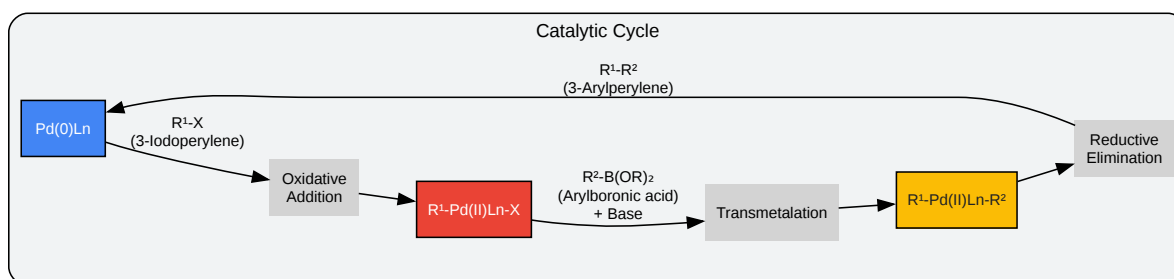 Catalytic Cycle
R¹-R²
(3-Arylperylene)
Pd(0)Ln
R¹-X
(3-Iodoperylene)
Oxidative
Addition
R¹-Pd(II)Ln-X
R²-B(OR)₂
(Arylboronic acid)
+ Base
Transmetalation
R¹-Pd(II)Ln-R²
Reductive
Elimination